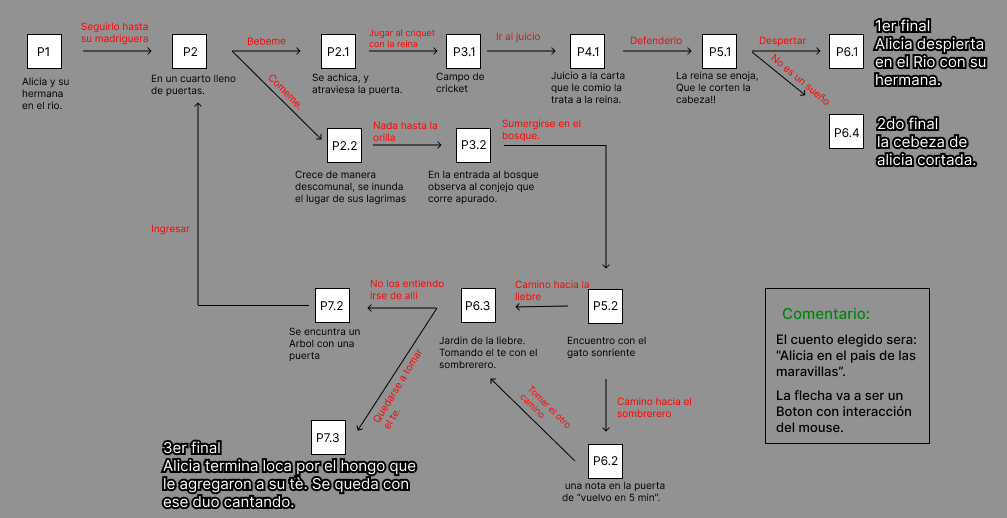 Seguirlo hasta
su madriguera
P1
Alicia y su
hermana
en el rio.
P2
En un cuarto lleno
de puertas.
Bebeme
P2.1
Se achica, y
atraviesa la puerta.
Jugar al criquet
con la reina
P3.1
Campo de
cricket
Ir al juicio
P4.1
Juicio a la carta
que le comio la
trata a la reina.
Defenderlo
P5.1
La reina se enoja,
Que le corten la
cabeza!!
Despertar
P6.1
1er final
Alicia despierta
en el Rio con su
hermana.
No es un sueño
P6.4
2do final
la cebeza de
alicia cortada.
Comeme.
P2.2
Crece de manera
descomunal, se inunda
el lugar de sus lagrimas
Nada hasta la
orilla
P3.2
En la entrada al bosque
observa al conjejo que
corre apurado.
Sumergirse en el
bosque.
Ingresar
P7.2
Se encuntra un
Arbol con una
puerta
No los entiendo
irse de alli
P6.3
Jardin de la liebre.
Tomando el te con el
sombrerero.
Camino hacia la
liebre
P5.2
Encuentro con el
gato sonriente
Quedarse a tomar
el te.
Tomar el otro
camino
Camino hacia el
sombrerero
P7.3
3er final
Alicia termina loca por el hongo que
le agregaron a su tè. Se queda con
ese duo cantando.
P6.2
una nota en la puerta
de "vuelvo en 5 min".
Comentario:
El cuento elegido sera:
"Alicia en el pais de las
maravillas".
La flecha va a ser un
Boton con interacción
del mouse.